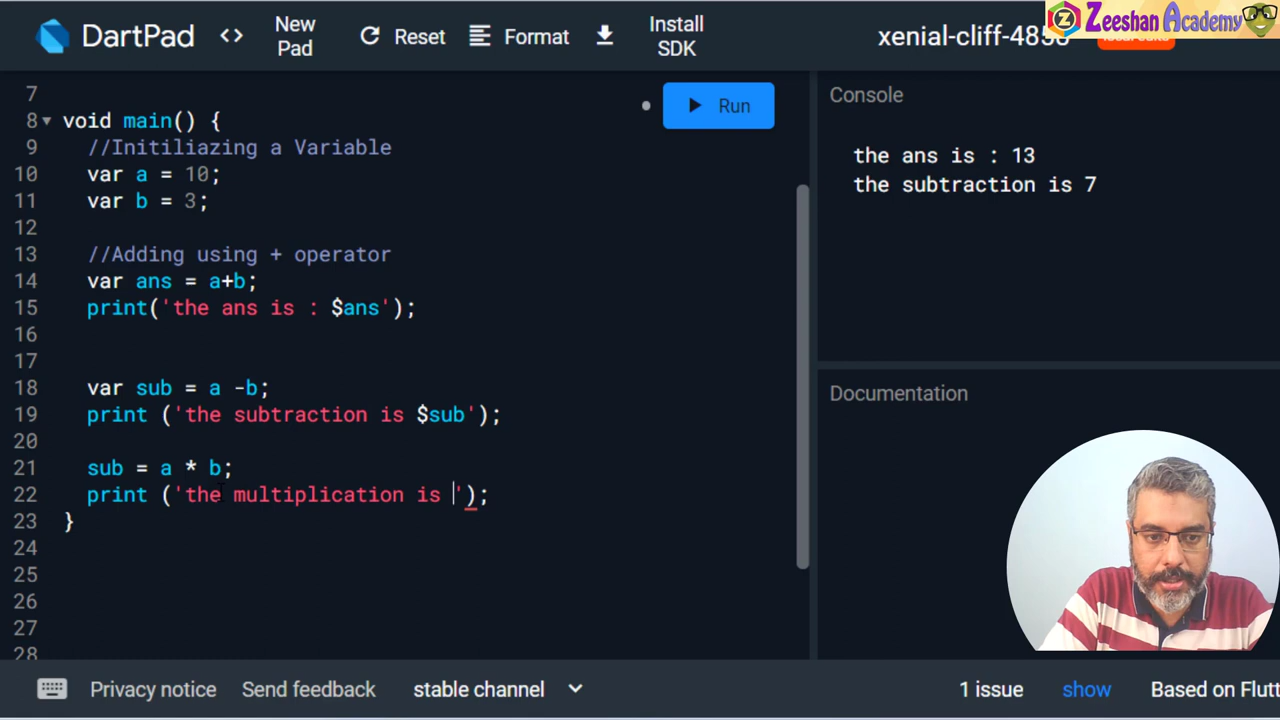 DartPad <> New Pad Reset Format Install SDK xenial-cliff-485
Zeeshan Academy
7
8 void main() { Run
9 //Initiliazing a Variable
10 var a = 10;
11 var b = 3;
12
13 //Adding using + operator
14 var ans = a+b;
15 print('the ans is : $ans');
16
17
18 var sub = a -b;
19 print ('the subtraction is $sub');
20
21 sub = a * b;
22 print ('the multiplication is ');
23 }
24
25
26
27
28
Console
the ans is : 13
the subtraction is 7
Documentation
Privacy notice Send feedback stable channel 1 issue show Based on Flutt